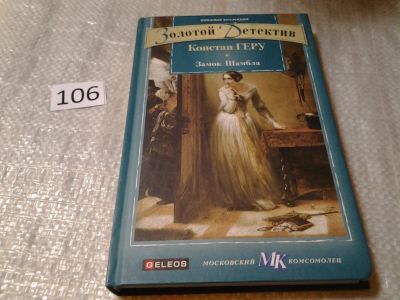 Золотой Детектив
Констан ГЕРУ
Замок Шамбла
106
GELEOS
МОСКОВСКИЙ МК КОМСОМОЛЕЦ